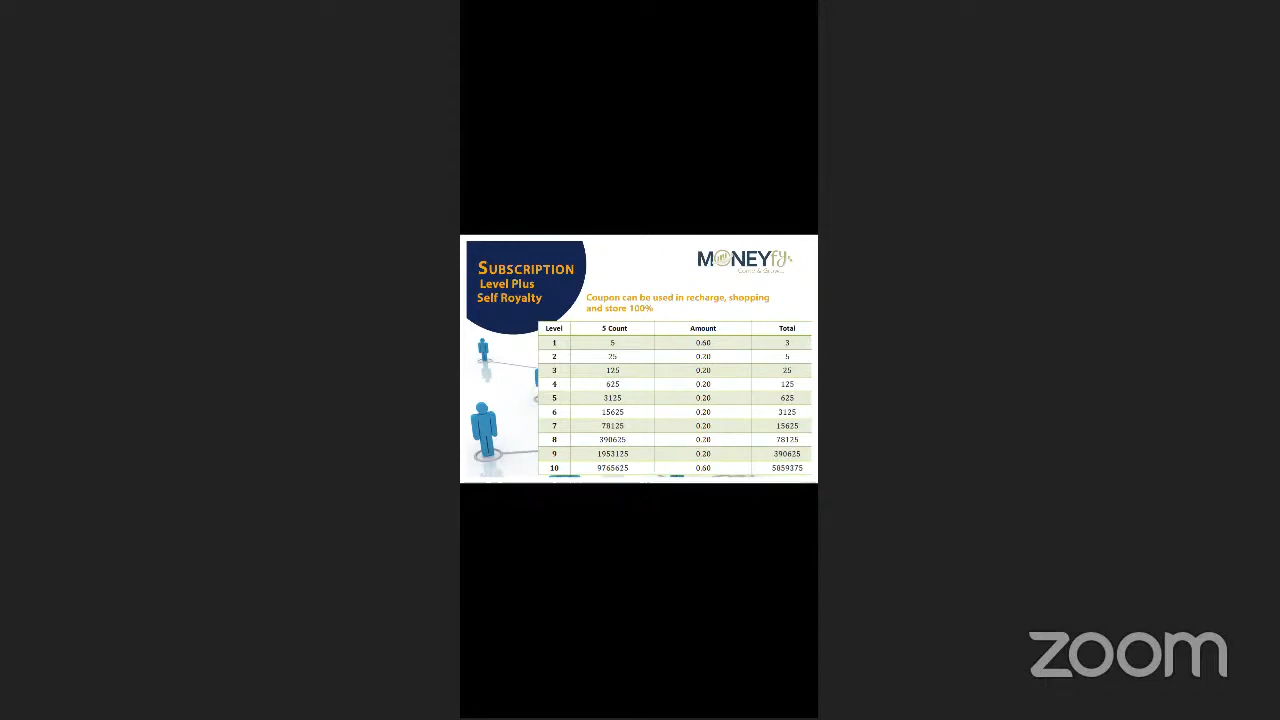 SUBSCRIPTION
Level Plus
Self Royalty
MONEYfy
Come & Grow...
Coupon can be used in recharge, shopping
and store 100%
Level 5 Count Amount Total
1 5 0.60 3
2 25 0.20 5
3 125 0.20 25
4 625 0.20 125
5 3125 0.20 625
6 15625 0.20 3125
7 78125 0.20 15625
8 390625 0.20 78125
9 1953125 0.20 390625
10 9765625 0.60 5859375
zoom